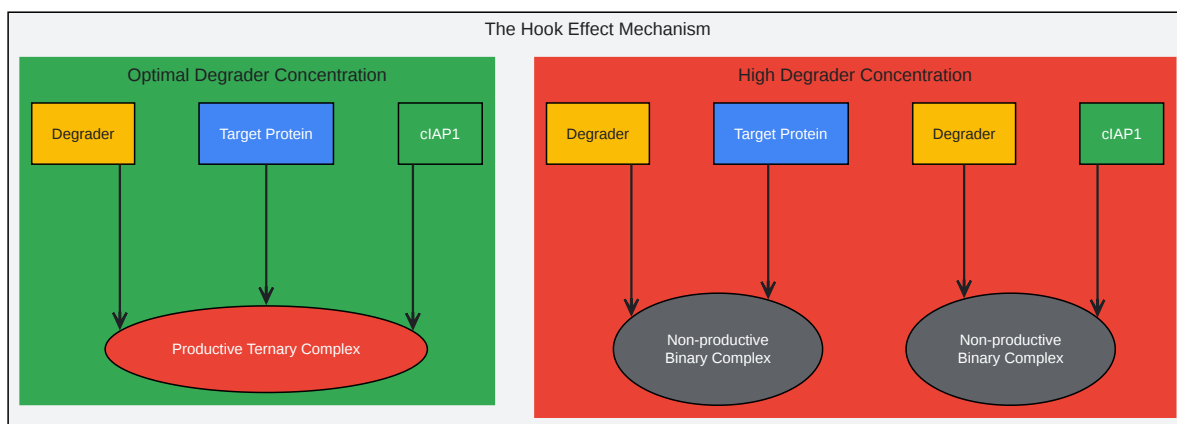 The Hook Effect Mechanism
Optimal Degrader Concentration
Degrader
Target Protein
cIAP1
Productive Ternary Complex
High Degrader Concentration
Degrader
Target Protein
Degrader
cIAP1
Non-productive
Binary Complex
Non-productive
Binary Complex